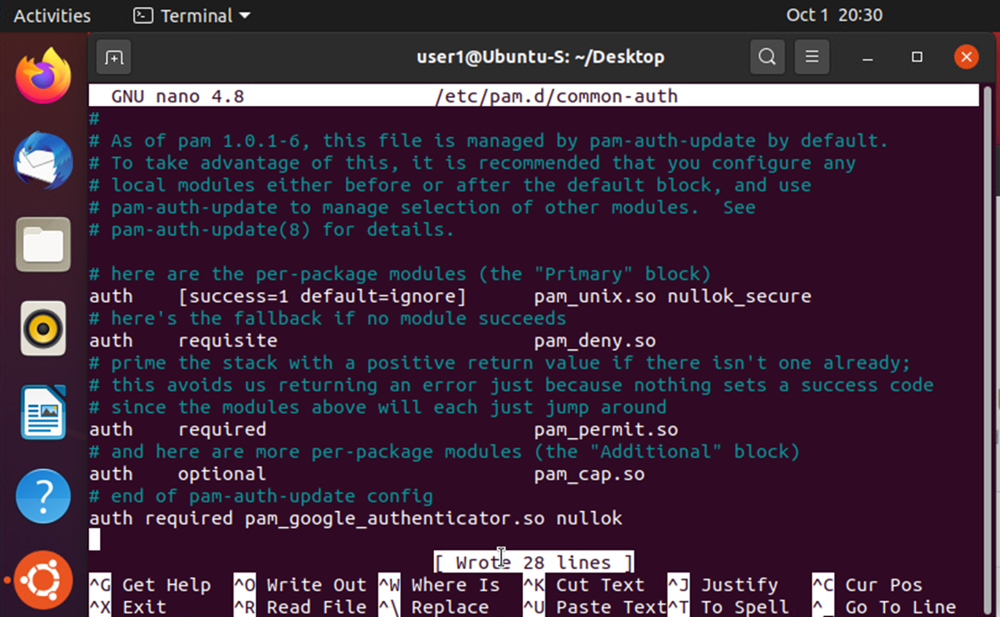 Activities Terminal Oct 1 20:30
user1@Ubuntu-S: ~/Desktop
GNU nano 4.8 /etc/pam.d/common-auth
#
# As of pam 1.0.1-6, this file is managed by pam-auth-update by default.
# To take advantage of this, it is recommended that you configure any
# local modules either before or after the default block, and use
# pam-auth-update to manage selection of other modules.  See
# pam-auth-update(8) for details.
# here are the per-package modules (the "Primary" block)
auth    [success=1 default=ignore]      pam_unix.so nullok_secure
# here's the fallback if no module succeeds
auth    requisite                       pam_deny.so
# prime the stack with a positive return value if there isn't one already;
# this avoids us returning an error just because nothing sets a success code
# since the modules above will each just jump around
auth    required                        pam_permit.so
# and here are more per-package modules (the "Additional" block)
auth    optional                        pam_cap.so
# end of pam-auth-update config
auth required pam_google_authenticator.so nullok
[ Wrote 28 lines ]
^G Get Help ^O Write Out ^W Where Is ^K Cut Text ^J Justify ^C Cur Pos
^X Exit ^R Read File ^\ Replace ^U Paste Text ^T To Spell ^_ Go To Line